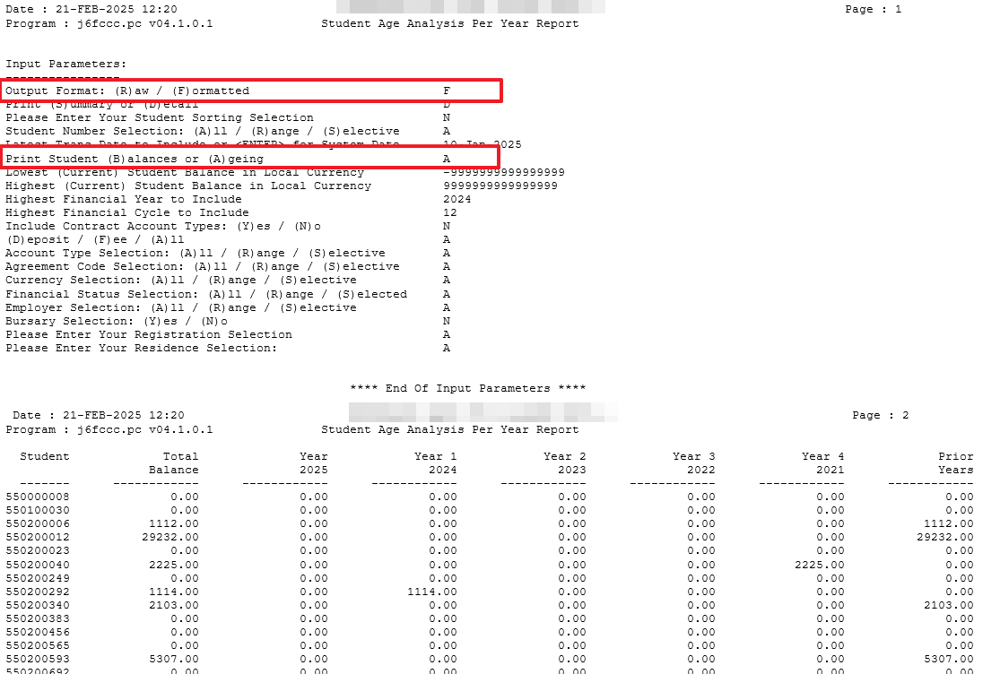 Date : 21-FEB-2025 12:20 Page : 1
Program : j6fccc.pc v04.1.0.1 Student Age Analysis Per Year Report
Input Parameters:
----------------
Output Format: (R)aw / (F)ormatted F
Print (S)ummary or (D)etail D
Please Enter Your Student Sorting Selection N
Student Number Selection: (A)ll / (R)ange / (S)elective A
Latest Trans Date to Include or <ENTER> for System Date 10 Jan 2025
Print Student (B)alances or (A)geing A
Lowest (Current) Student Balance in Local Currency -9999999999999999
Highest (Current) Student Balance in Local Currency 9999999999999999
Highest Financial Year to Include 2024
Highest Financial Cycle to Include 12
Include Contract Account Types: (Y)es / (N)o N
(D)eposit / (F)ee / (A)ll A
Account Type Selection: (A)ll / (R)ange / (S)elective A
Agreement Code Selection: (A)ll / (R)ange / (S)elective A
Currency Selection: (A)ll / (R)ange / (S)elective A
Financial Status Selection: (A)ll / (R)ange / (S)elected A
Employer Selection: (A)ll / (R)ange / (S)elective A
Bursary Selection: (Y)es / (N)o N
Please Enter Your Registration Selection A
Please Enter Your Residence Selection: A
**** End Of Input Parameters ****
Date : 21-FEB-2025 12:20 Page : 2
Program : j6fccc.pc v04.1.0.1 Student Age Analysis Per Year Report
Student Total Year Year 1 Year 2 Year 3 Year 4 Prior
Balance 2025 2024 2023 2022 2021 Years
------- ------------ ------------ ------------ ------------ ------------ ------------ ------------
550000008 0.00 0.00 0.00 0.00 0.00 0.00 0.00
550100030 0.00 0.00 0.00 0.00 0.00 0.00 0.00
550200006 1112.00 0.00 0.00 0.00 0.00 0.00 1112.00
550200012 29232.00 0.00 0.00 0.00 0.00 0.00 29232.00
550200023 0.00 0.00 0.00 0.00 0.00 0.00 0.00
550200040 2225.00 0.00 0.00 0.00 0.00 2225.00 0.00
550200249 0.00 0.00 0.00 0.00 0.00 0.00 0.00
550200292 1114.00 0.00 1114.00 0.00 0.00 0.00 0.00
550200340 2103.00 0.00 0.00 0.00 0.00 0.00 2103.00
550200383 0.00 0.00 0.00 0.00 0.00 0.00 0.00
550200456 0.00 0.00 0.00 0.00 0.00 0.00 0.00
550200565 0.00 0.00 0.00 0.00 0.00 0.00 0.00
550200593 5307.00 0.00 0.00 0.00 0.00 0.00 5307.00
550200692 0.00 0.00 0.00 0.00 0.00 0.00 0.00